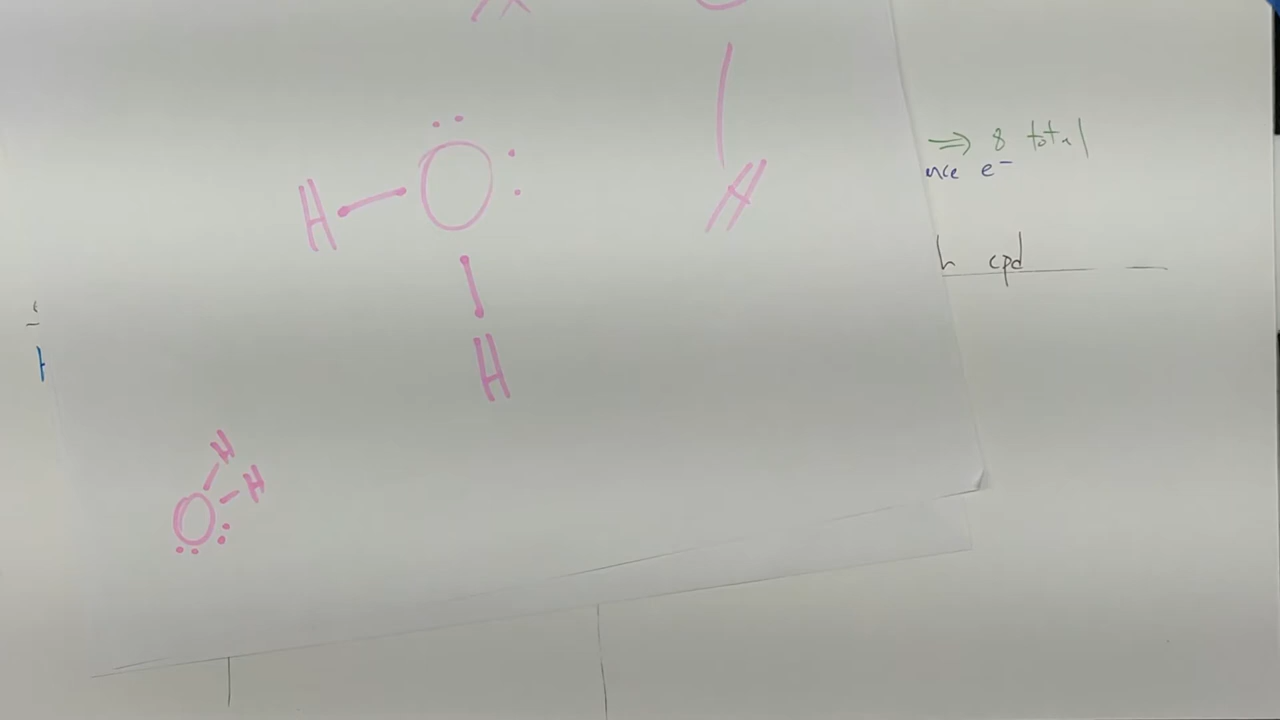 ⇒ 8 total
nce e⁻
H
H—O
h cpd
H
H
H
O